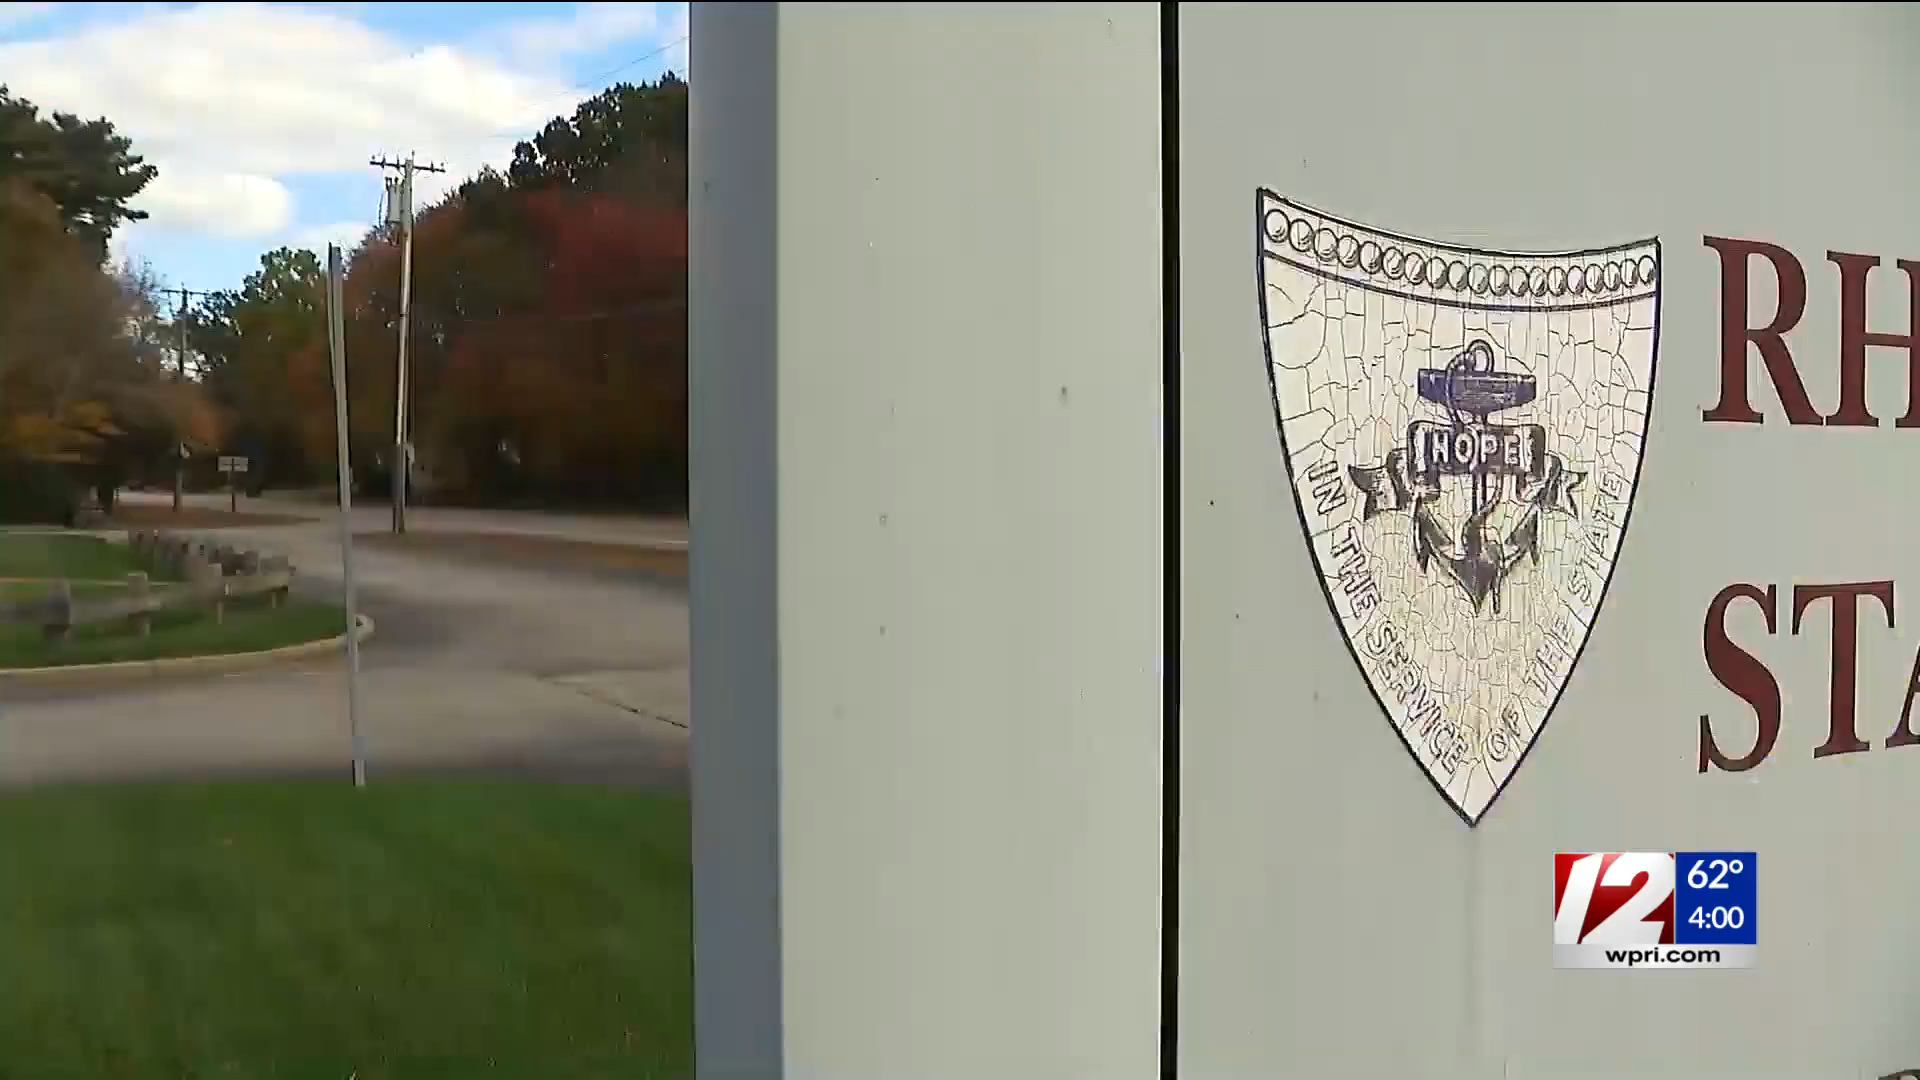 HOPE
IN THE SERVICE OF THE STATE
RH
STA
12
62°
4:00
wpri.com